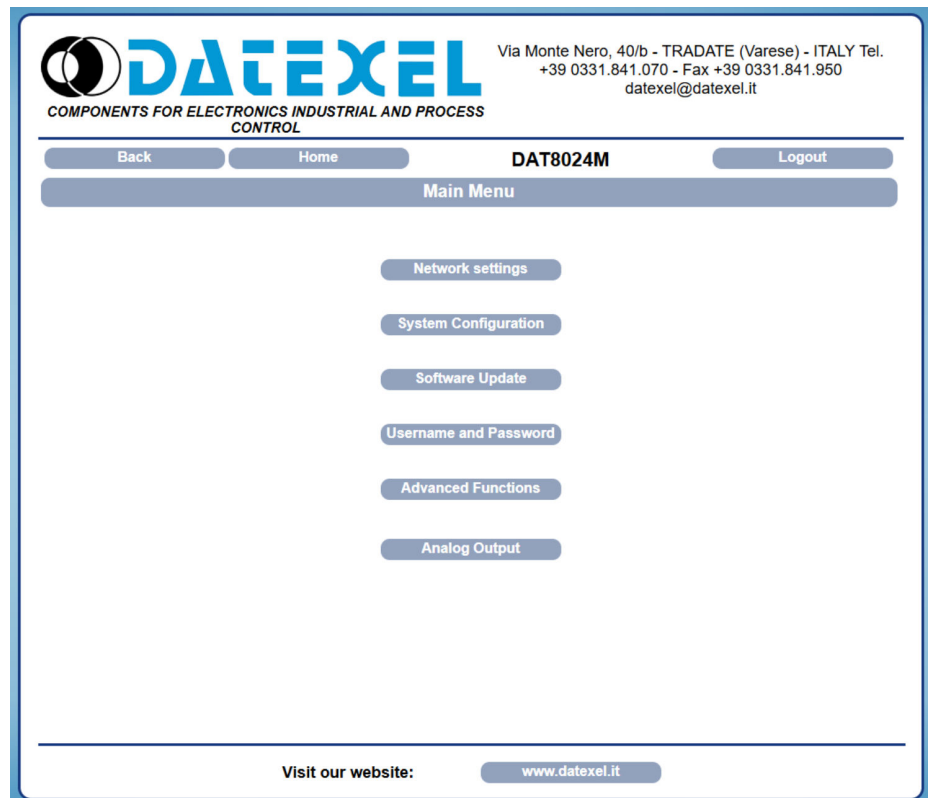 DATEXEL
COMPONENTS FOR ELECTRONICS INDUSTRIAL AND PROCESS
CONTROL
Via Monte Nero, 40/b - TRADATE (Varese) - ITALY Tel.
+39 0331.841.070 - Fax +39 0331.841.950
datexel@datexel.it
Back Home DAT8024M Logout
Main Menu
Network settings
System Configuration
Software Update
Username and Password
Advanced Functions
Analog Output
Visit our website: www.datexel.it